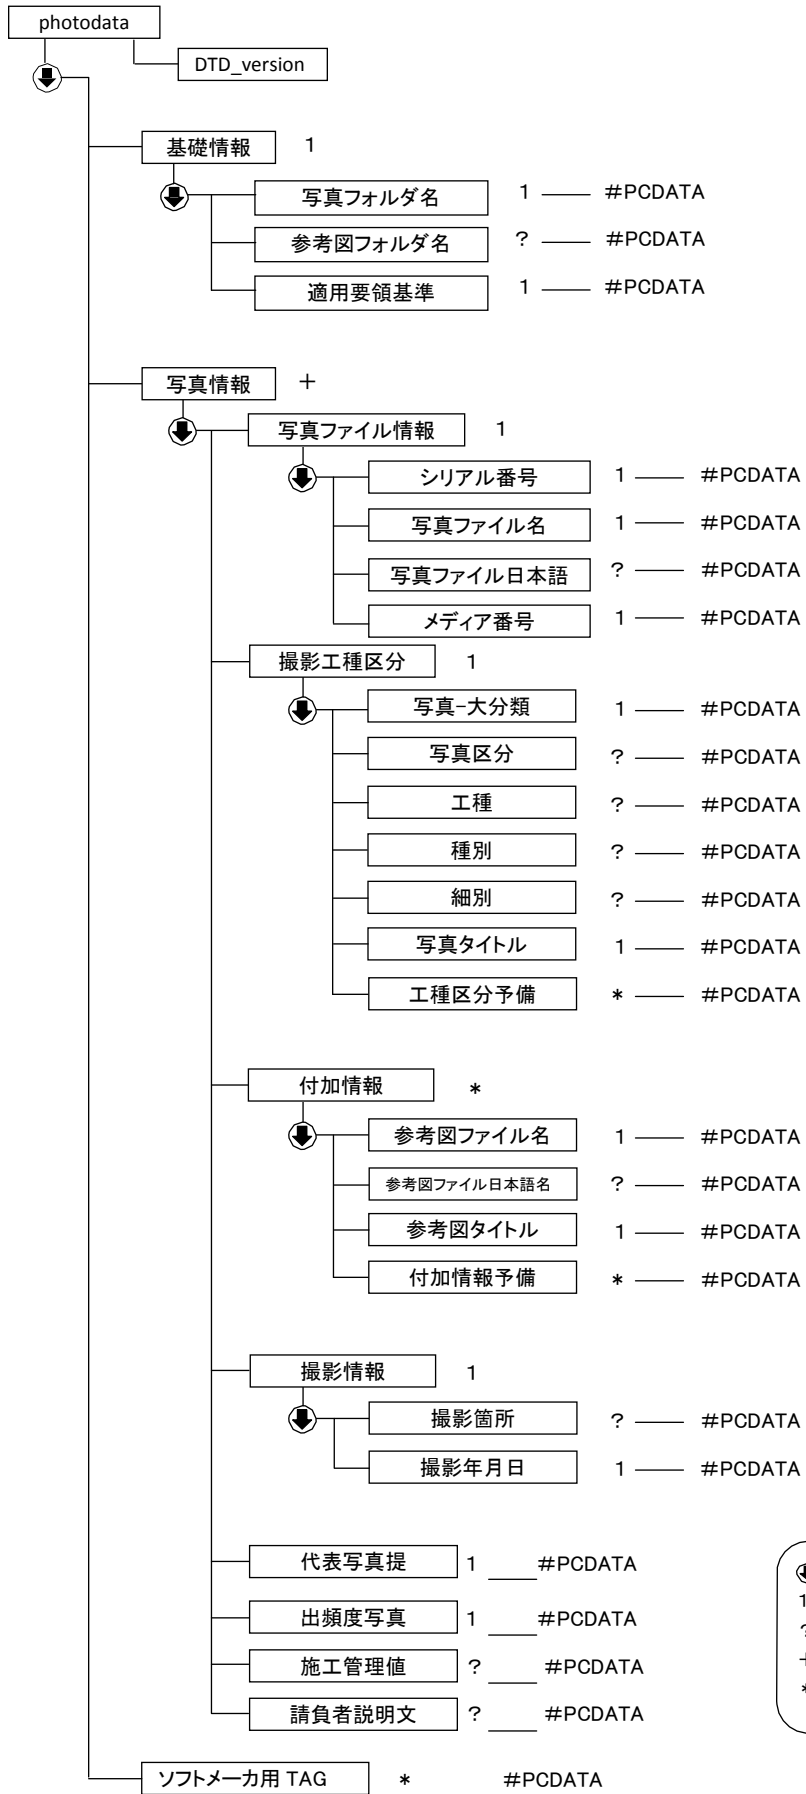 photodata
DTD_version
基礎情報 1
写真フォルダ名 1 #PCDATA
参考図フォルダ名 ? #PCDATA
適用要領基準 1 #PCDATA
写真情報 +
写真ファイル情報 1
シリアル番号 1 #PCDATA
写真ファイル名 1 #PCDATA
写真ファイル日本語 ? #PCDATA
メディア番号 1 #PCDATA
撮影工種区分 1
写真-大分類 1 #PCDATA
写真区分 ? #PCDATA
工種 ? #PCDATA
種別 ? #PCDATA
細別 ? #PCDATA
写真タイトル 1 #PCDATA
工種区分予備 * #PCDATA
付加情報 *
参考図ファイル名 1 #PCDATA
参考図ファイル日本語名 ? #PCDATA
参考図タイトル 1 #PCDATA
付加情報予備 * #PCDATA
撮影情報 1
撮影箇所 ? #PCDATA
撮影年月日 1 #PCDATA
代表写真提 1 #PCDATA
出頻度写真 1 #PCDATA
施工管理値 ? #PCDATA
請負者説明文 ? #PCDATA
ソフトメーカ用 TAG * #PCDATA